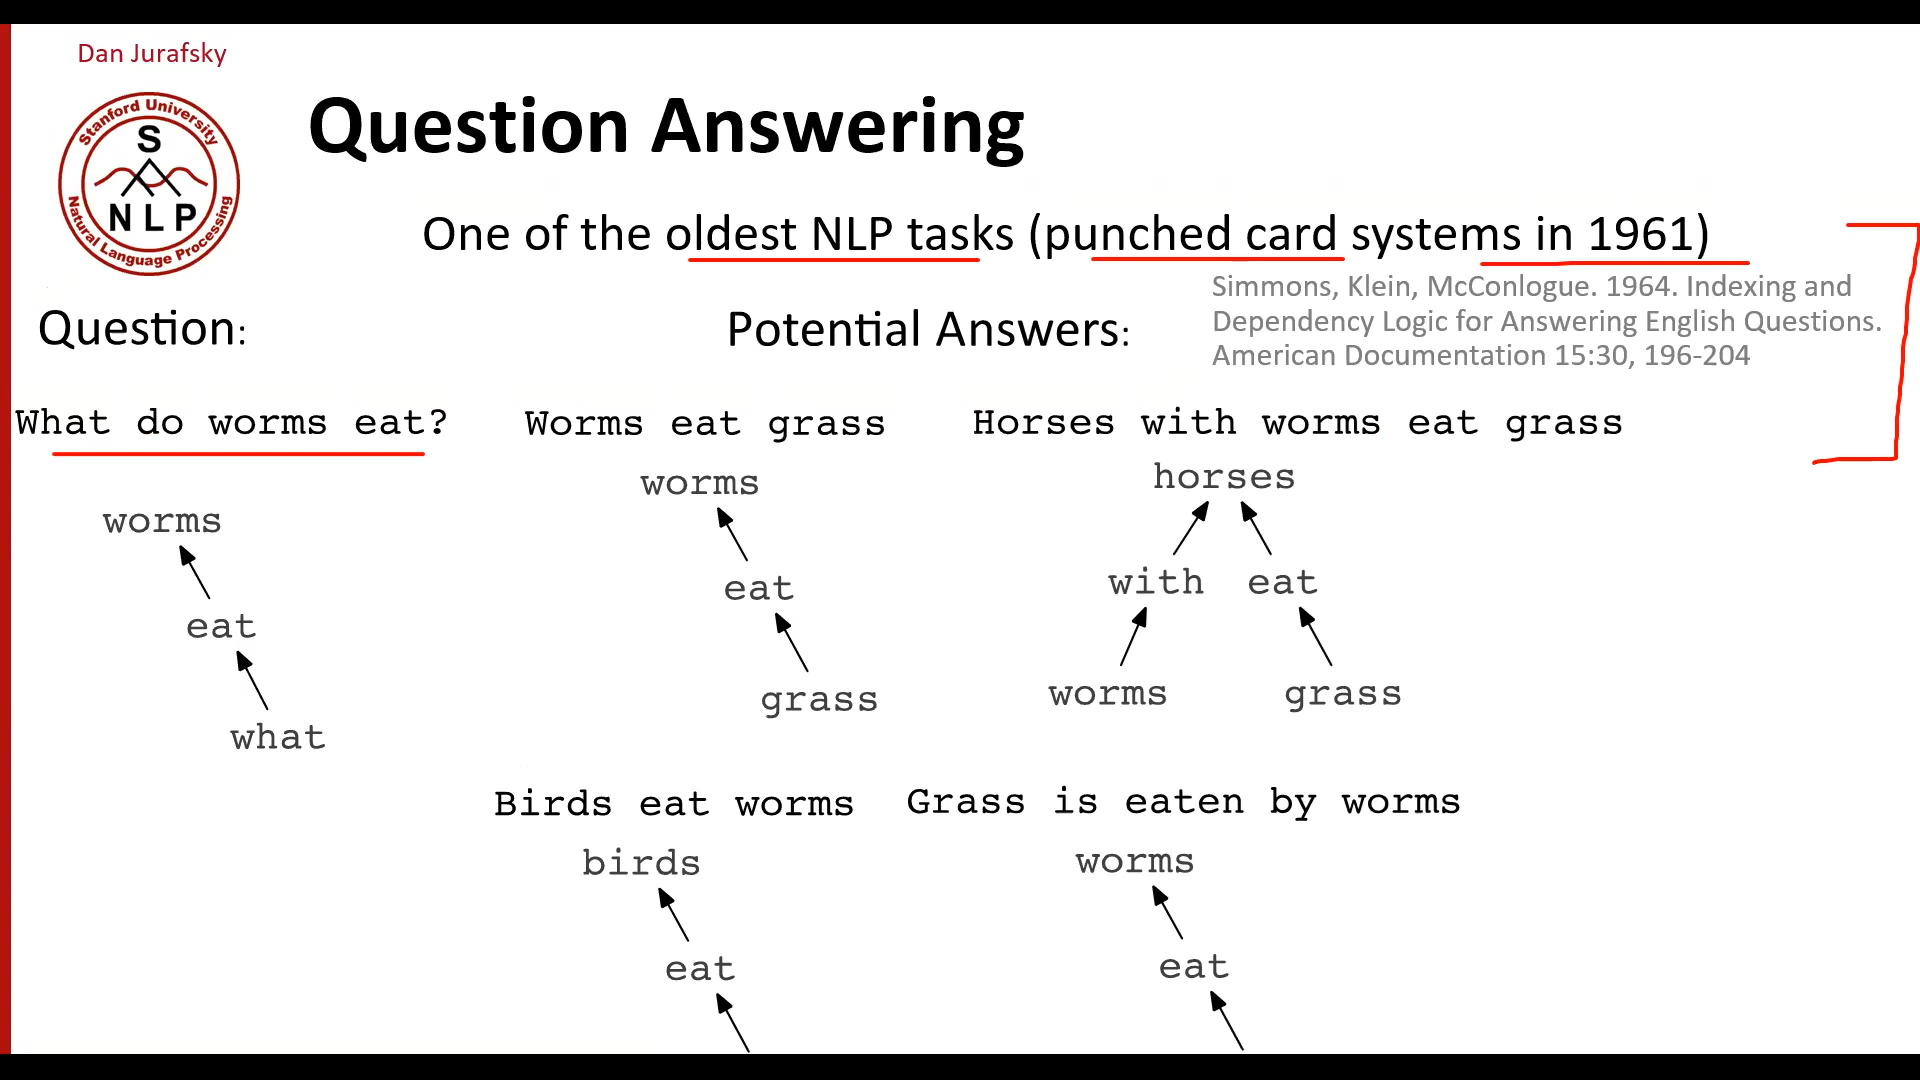 Dan Jurafsky
Stanford University
S
NLP
Natural Language Processing
Question Answering
One of the oldest NLP tasks (punched card systems in 1961)
Simmons, Klein, McConlogue. 1964. Indexing and
Dependency Logic for Answering English Questions.
American Documentation 15:30, 196-204
Question:
Potential Answers:
What do worms eat?
worms
eat
what
Worms eat grass
worms
eat
grass
Horses with worms eat grass
horses
with eat
worms grass
Birds eat worms
birds
eat
Grass is eaten by worms
worms
eat